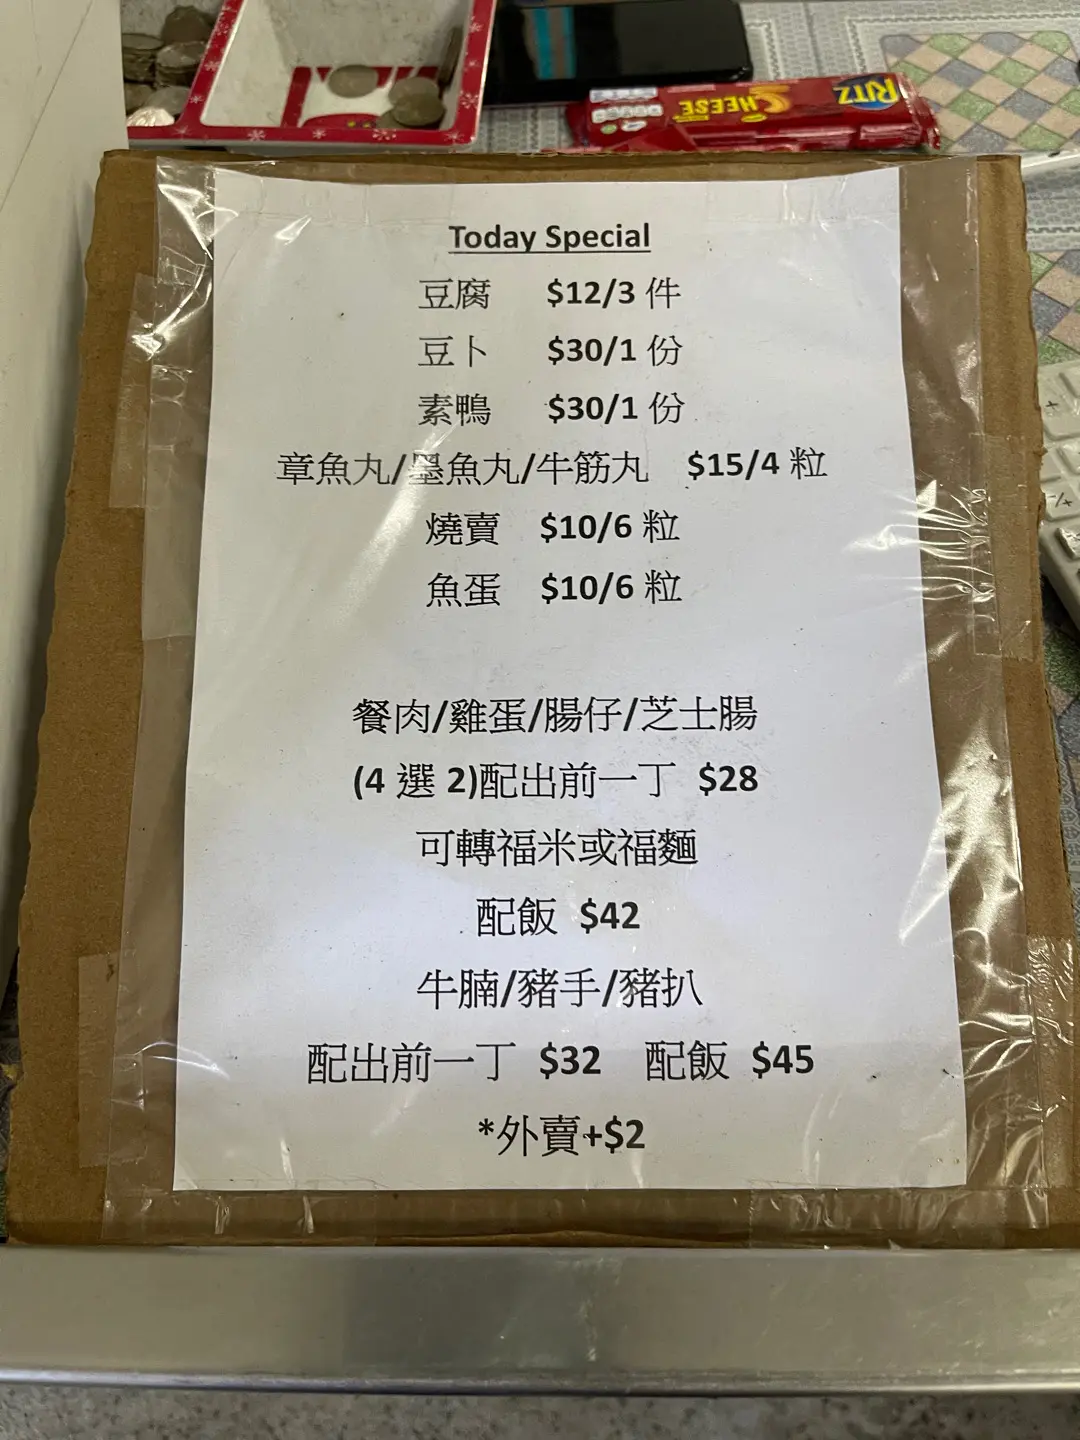 RITZ
CHEESE
Today Special
豆腐 $12/3 件
豆卜 $30/1 份
素鴨 $30/1 份
章魚丸/墨魚丸/牛筋丸 $15/4 粒
燒賣 $10/6 粒
魚蛋 $10/6 粒
餐肉/雞蛋/腸仔/芝士腸
(4 選 2)配出前一丁 $28
可轉福米或福麵
配飯 $42
牛腩/豬手/豬扒
配出前一丁 $32 配飯 $45
*外賣+$2